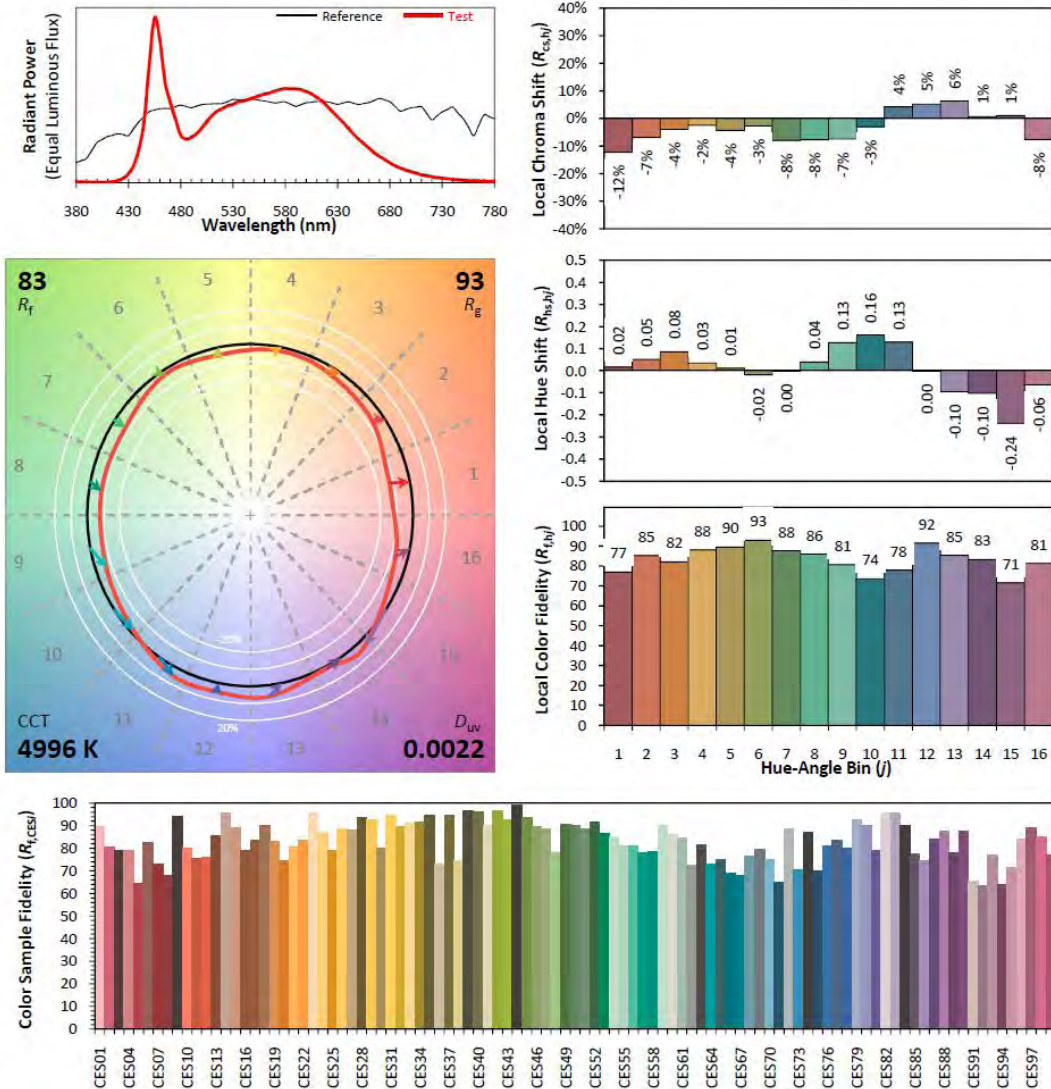 Reference
Test
Radiant Power
(Equal Luminous Flux)
380 430 480 530 580 630 680 730 780
Wavelength (nm)
Local Chroma Shift (Rcs,hj)
40%
30%
20%
10%
0%
-10%
-20%
-30%
-40%
-12% -7% -4% -2% -4% -3% -8% -8% -7% -3% 4% 5% 6% 1% 1% -8%
83
Rf
93
Rg
5 4
6 3
7 2
8 1
9 16
10 15
11 14
12 13
-20%
20%
CCT
4996 K
Duv
0.0022
Local Hue Shift (Rhs,hj)
0.5
0.4
0.3
0.2
0.1
0.0
-0.1
-0.2
-0.3
-0.4
-0.5
0.02 0.05 0.08 0.03 0.01 -0.02 0.00 0.04 0.13 0.16 0.13 0.00 -0.10 -0.10 -0.24 -0.06
Local Color Fidelity (Rf,hj)
100
90
80
70
60
50
40
30
20
10
0
77 85 82 88 90 93 88 86 81 74 78 92 85 83 71 81
1 2 3 4 5 6 7 8 9 10 11 12 13 14 15 16
Hue-Angle Bin (j)
Color Sample Fidelity (Rf,CESi)
100
90
80
70
60
50
40
30
20
10
0
CES01 CES04 CES07 CES10 CES13 CES16 CES19 CES22 CES25 CES28 CES31 CES34 CES37 CES40 CES43 CES46 CES49 CES52 CES55 CES58 CES61 CES64 CES67 CES70 CES73 CES76 CES79 CES82 CES85 CES88 CES91 CES94 CES97